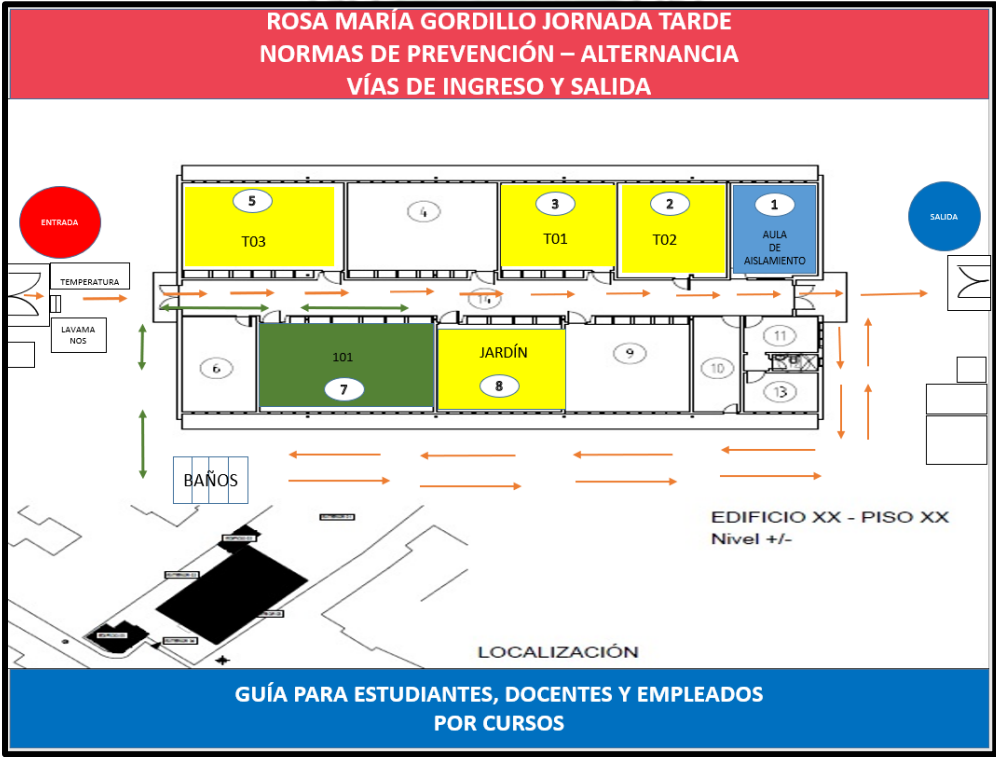 ROSA MARÍA GORDILLO JORNADA TARDE
NORMAS DE PREVENCIÓN – ALTERNANCIA
VÍAS DE INGRESO Y SALIDA
ENTRADA
TEMPERATURA
LAVAMA
NOS
5
T03
4
3
T01
2
T02
1
AULA
DE
AISLAMIENTO
SALIDA
14
6
101
7
JARDÍN
8
9
10
11
13
BAÑOS
EDIFICIO XX - PISO XX
Nivel +/-
LOCALIZACIÓN
GUÍA PARA ESTUDIANTES, DOCENTES Y EMPLEADOS
POR CURSOS